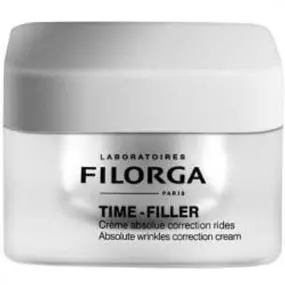 LABORATOIRES
FILORGA
PARIS
TIME-FILLER
Crème absolue correction rides
Absolute wrinkles correction cream